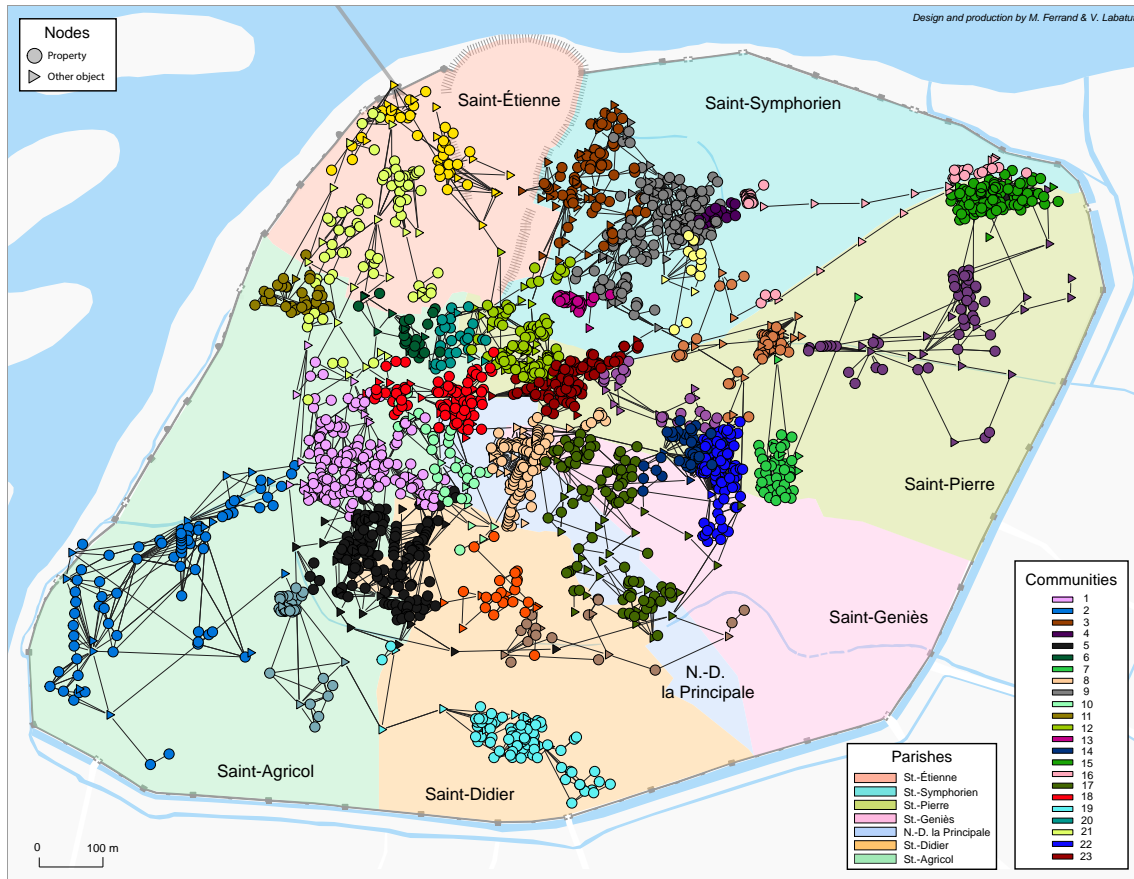 Design and production by M. Ferrand & V. Labatut
Nodes
Property
Other object
Saint-Étienne
Saint-Symphorien
Saint-Pierre
Saint-Geniès
N.-D.
la Principale
Saint-Agricol
Saint-Didier
0 100 m
Parishes
St.-Étienne
St.-Symphorien
St.-Pierre
St.-Geniès
N.-D. la Principale
St.-Didier
St.-Agricol
Communities
1
2
3
4
5
6
7
8
9
10
11
12
13
14
15
16
17
18
19
20
21
22
23